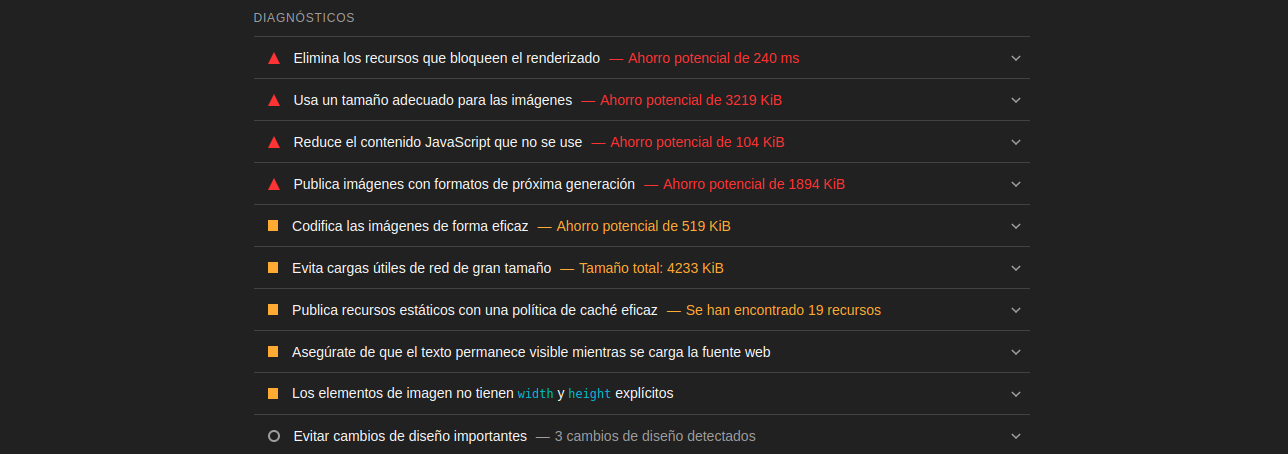 DIAGNÓSTICOS
Elimina los recursos que bloqueen el renderizado — Ahorro potencial de 240 ms
Usa un tamaño adecuado para las imágenes — Ahorro potencial de 3219 KiB
Reduce el contenido JavaScript que no se use — Ahorro potencial de 104 KiB
Publica imágenes con formatos de próxima generación — Ahorro potencial de 1894 KiB
Codifica las imágenes de forma eficaz — Ahorro potencial de 519 KiB
Evita cargas útiles de red de gran tamaño — Tamaño total: 4233 KiB
Publica recursos estáticos con una política de caché eficaz — Se han encontrado 19 recursos
Asegúrate de que el texto permanece visible mientras se carga la fuente web
Los elementos de imagen no tienen width y height explícitos
Evitar cambios de diseño importantes — 3 cambios de diseño detectados